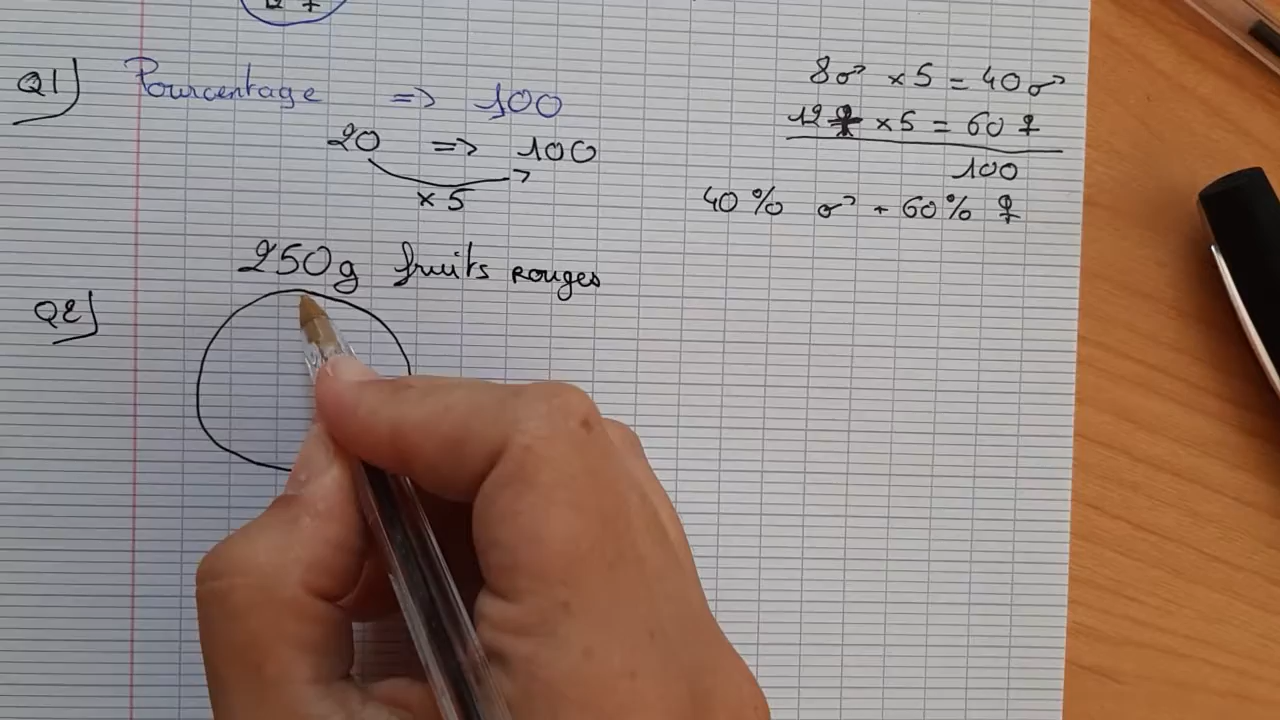 Q1) Pourcentage => 100
20 => 100
x 5
8♂ x 5 = 40♂
12♀ x 5 = 60♀
100
40% ♂ + 60% ♀
250g fruits rouges
Q2)